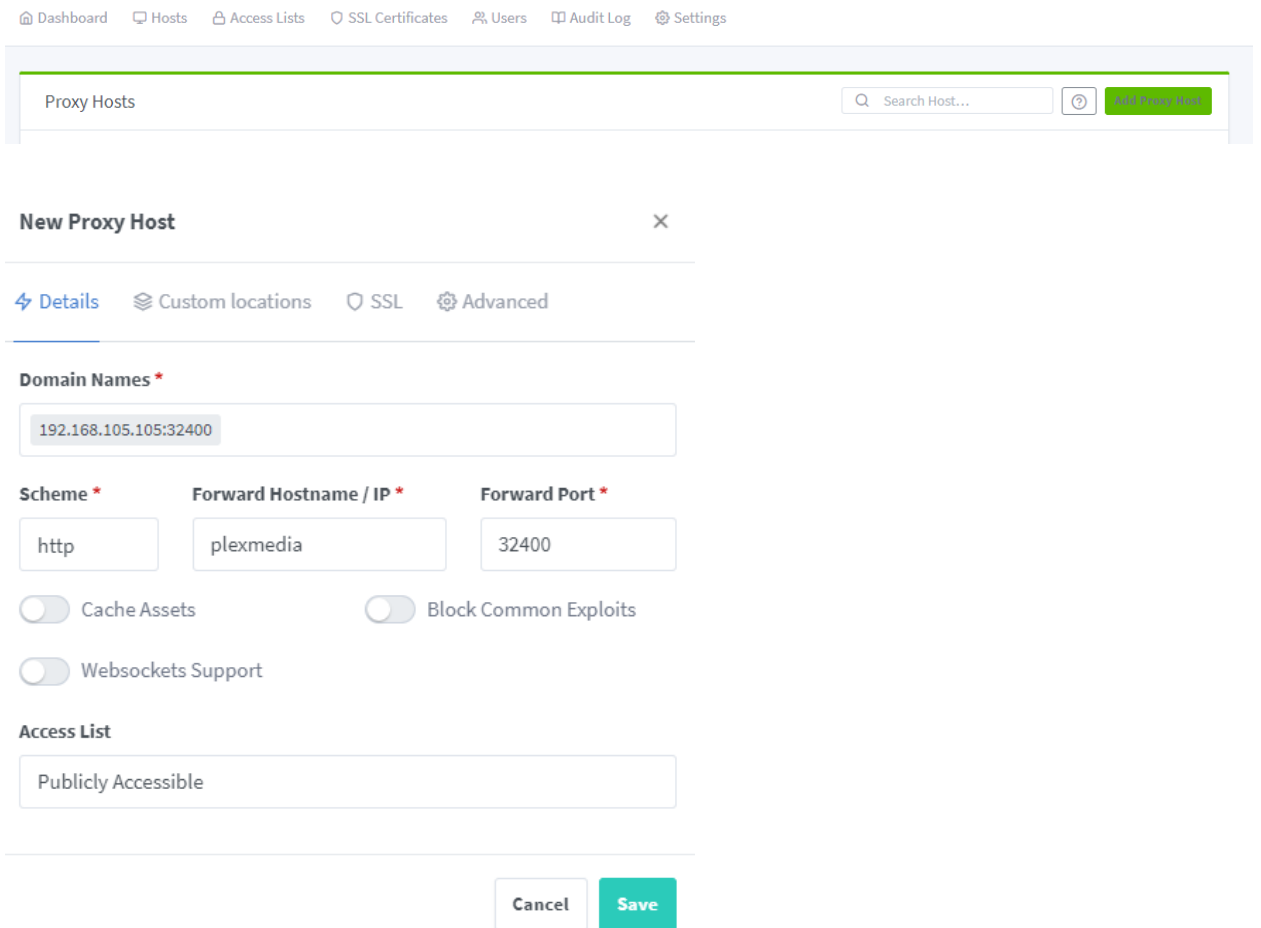 Dashboard Hosts Access Lists SSL Certificates Users Audit Log Settings
Proxy Hosts Search Host... Add Proxy Host
New Proxy Host
Details Custom locations SSL Advanced
Domain Names *
192.168.105.105:32400
Scheme * Forward Hostname / IP * Forward Port *
http plexmedia 32400
Cache Assets Block Common Exploits
Websockets Support
Access List
Publicly Accessible
Cancel Save